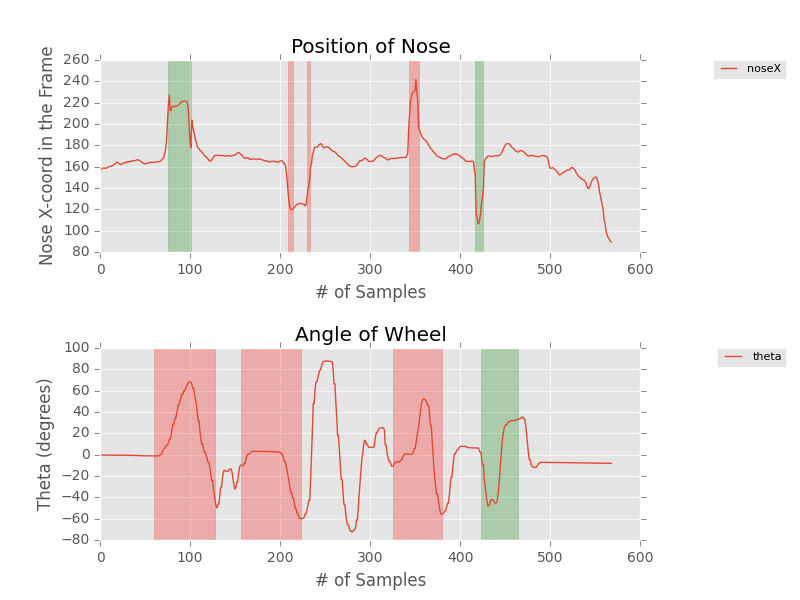 Position of Nose
Nose X-coord in the Frame
260
240
220
200
180
160
140
120
100
80
0 100 200 300 400 500 600
# of Samples
noseX
Angle of Wheel
Theta (degrees)
100
80
60
40
20
0
−20
−40
−60
−80
0 100 200 300 400 500 600
# of Samples
theta